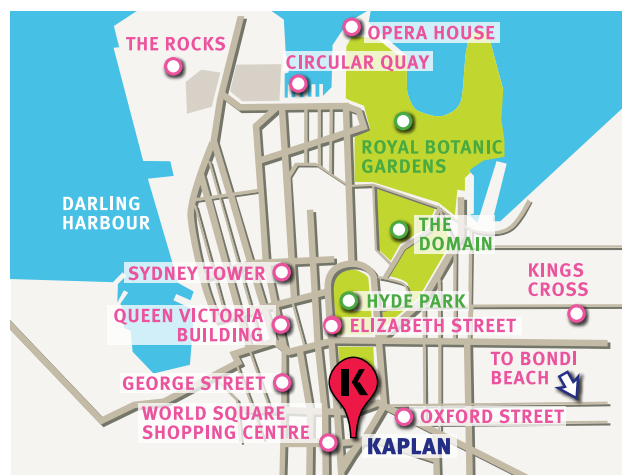 OPERA HOUSE
THE ROCKS
CIRCULAR QUAY
ROYAL BOTANIC
GARDENS
DARLING
HARBOUR
THE
DOMAIN
SYDNEY TOWER
KINGS
CROSS
HYDE PARK
QUEEN VICTORIA
BUILDING
ELIZABETH STREET
TO BONDI
BEACH
K
GEORGE STREET
WORLD SQUARE
SHOPPING CENTRE
OXFORD STREET
KAPLAN